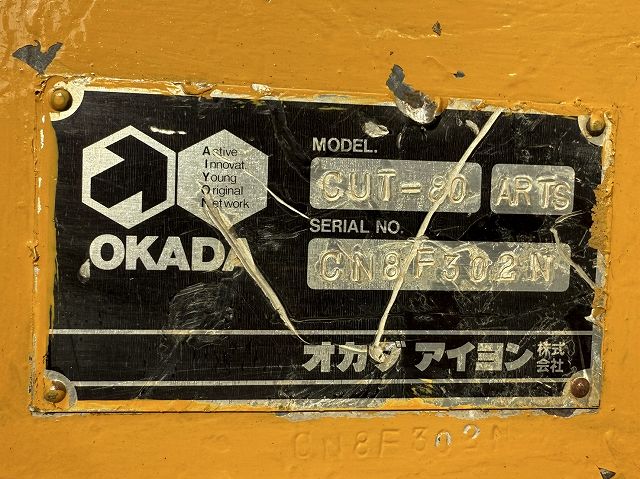 Active
Innovat
Young
Original
Network
OKADA
MODEL.
CUT-80 ARTS
SERIAL NO.
CN8F302N
オカダ アイヨン 株式会社
CN8F302N